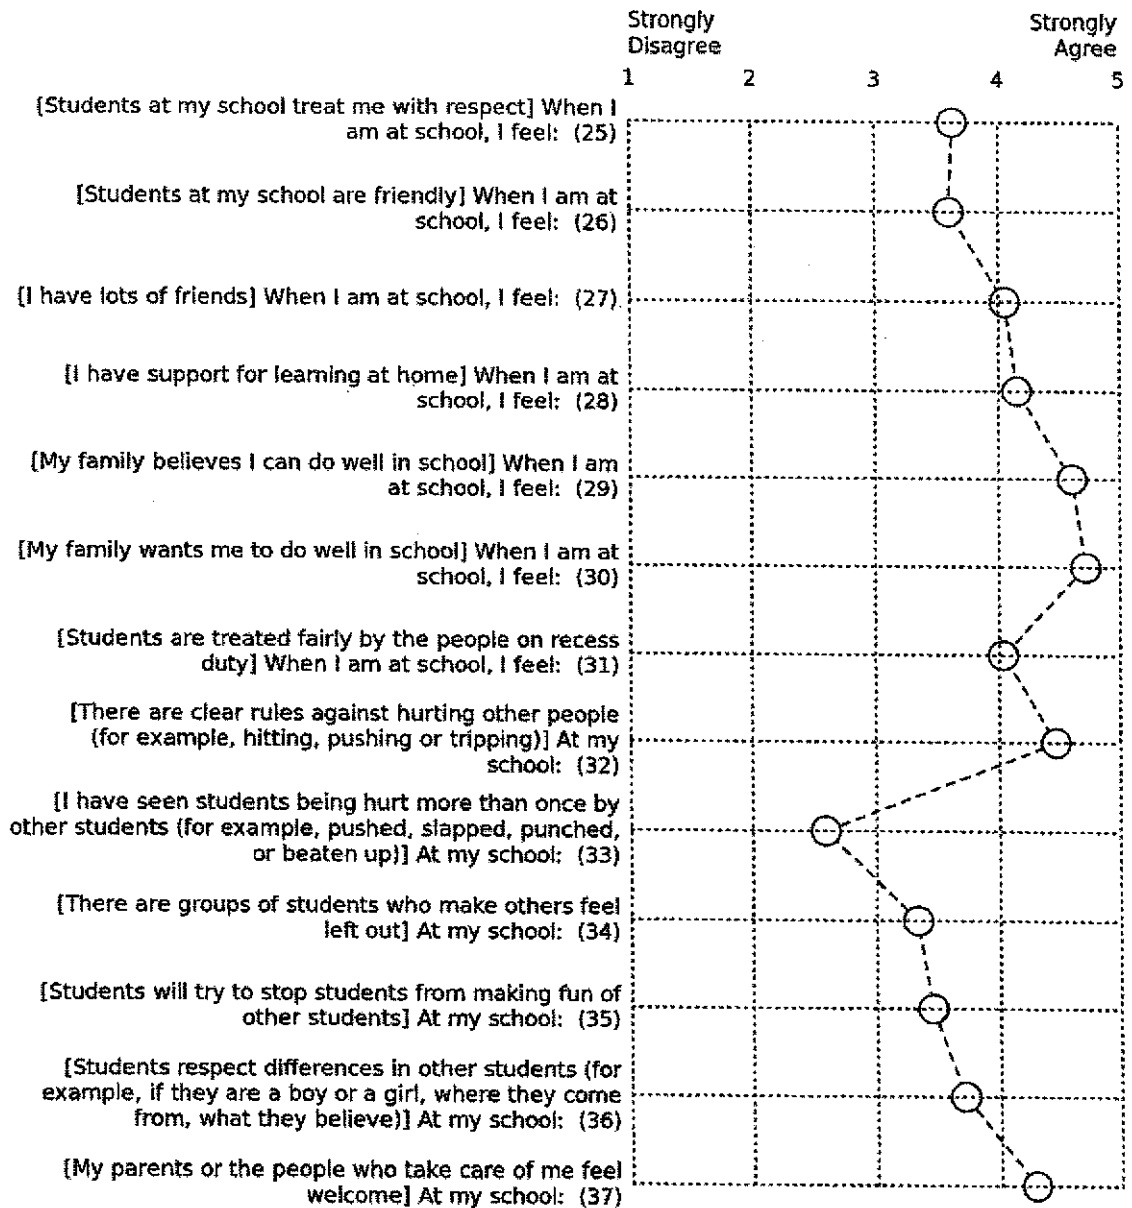 Strongly Disagree
Strongly Agree
1 2 3 4 5
[Students at my school treat me with respect] When I
am at school, I feel: (25)
[Students at my school are friendly] When I am at
school, I feel: (26)
[I have lots of friends] When I am at school, I feel: (27)
[I have support for learning at home] When I am at
school, I feel: (28)
[My family believes I can do well in school] When I am
at school, I feel: (29)
[My family wants me to do well in school] When I am at
school, I feel: (30)
[Students are treated fairly by the people on recess
duty] When I am at school, I feel: (31)
[There are clear rules against hurting other people
(for example, hitting, pushing or tripping)] At my
school: (32)
[I have seen students being hurt more than once by
other students (for example, pushed, slapped, punched,
or beaten up)] At my school: (33)
[There are groups of students who make others feel
left out] At my school: (34)
[Students will try to stop students from making fun of
other students] At my school: (35)
[Students respect differences in other students (for
example, if they are a boy or a girl, where they come
from, what they believe)] At my school: (36)
[My parents or the people who take care of me feel
welcome] At my school: (37)